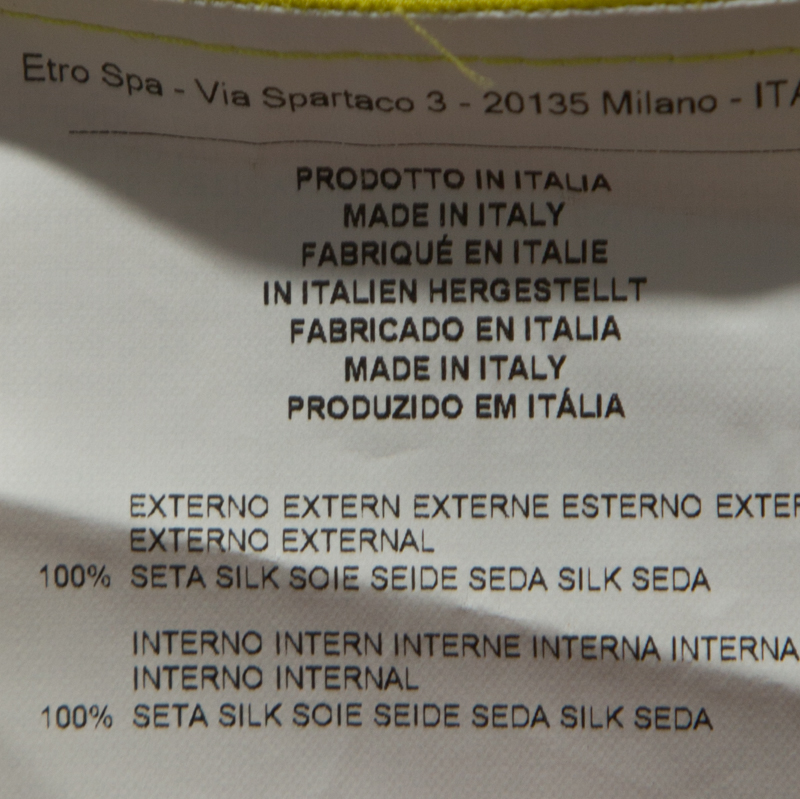 Etro Spa - Via Spartaco 3 - 20135 Milano - ITA
PRODOTTO IN ITALIA
MADE IN ITALY
FABRIQUÉ EN ITALIE
IN ITALIEN HERGESTELLT
FABRICADO EN ITALIA
MADE IN ITALY
PRODUZIDO EM ITÁLIA
EXTERNO EXTERN EXTERNE ESTERNO EXTER
EXTERNO EXTERNAL
100% SETA SILK SOIE SEIDE SEDA SILK SEDA
INTERNO INTERN INTERNE INTERNA INTERNA
INTERNO INTERNAL
100% SETA SILK SOIE SEIDE SEDA SILK SEDA